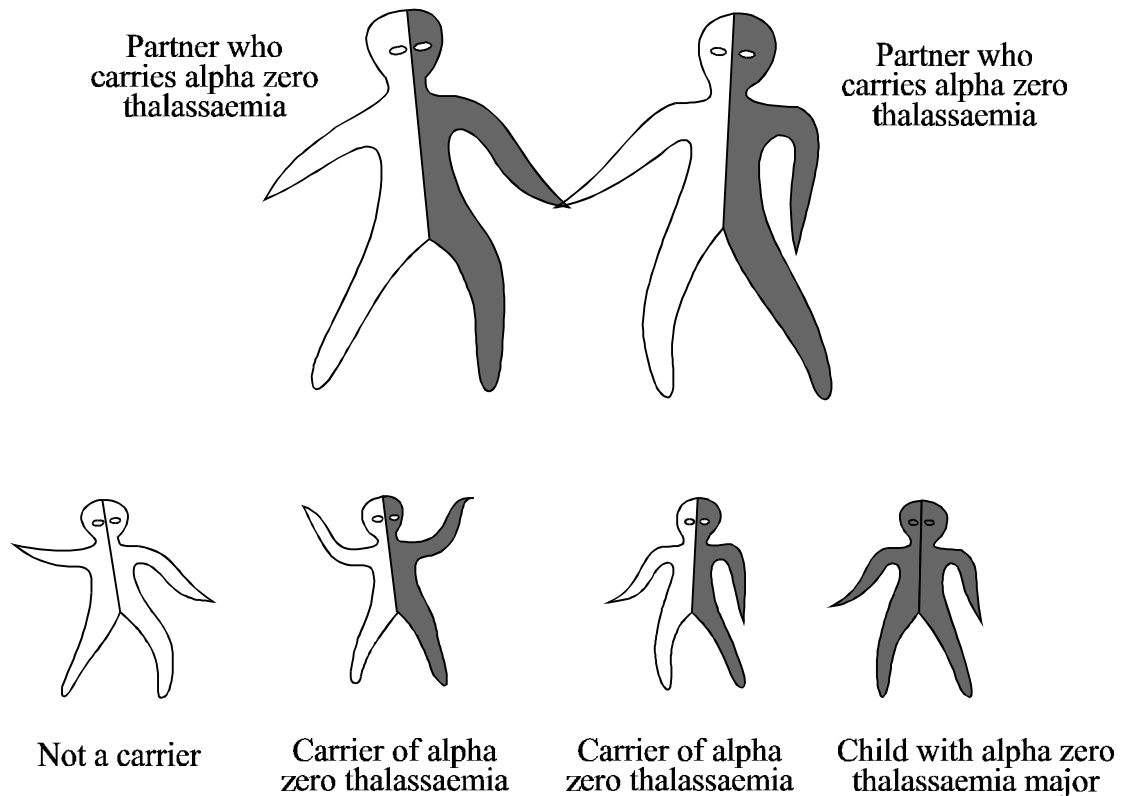 Partner who
carries alpha zero
thalassaemia
Partner who
carries alpha zero
thalassaemia
Not a carrier
Carrier of alpha
zero thalassaemia
Carrier of alpha
zero thalassaemia
Child with alpha zero
thalassaemia major